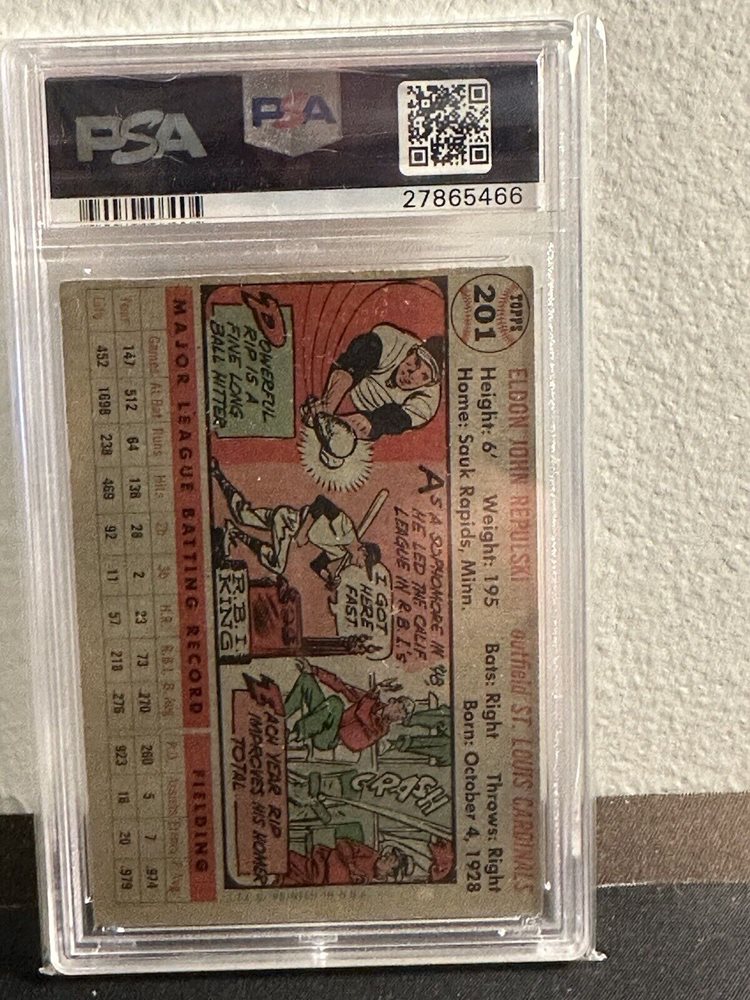 PSA
PSA
27865466
TOPPS
201
ELDON JOHN REPULSKI outfield ST. LOUIS CARDINALS
Height: 6' Weight: 195 Bats: Right Throws: Right
Home: Sauk Rapids, Minn. Born: October 4, 1928
POWERFUL
RIP IS A
FINE LONG
BALL HITTER
AS A SOPHOMORE IN '48
HE LED THE CALIF
LEAGUE IN R.B.I.'s
I GOT
HERE
FAST
R.B.I.
KING
CRASH
EACH YEAR RIP
IMPROVES HIS HOMER
TOTAL
MAJOR LEAGUE BATTING RECORD FIELDING
Year Games At Bat Runs Hits 2b 3b H.R. R.B.I. B. Avg. P.O.
147 512 64 138 28 2 23 73 .270 260 5 7 .974
Life 452 1698 238 469 92 11 57 218 .276 923 18 20 .979